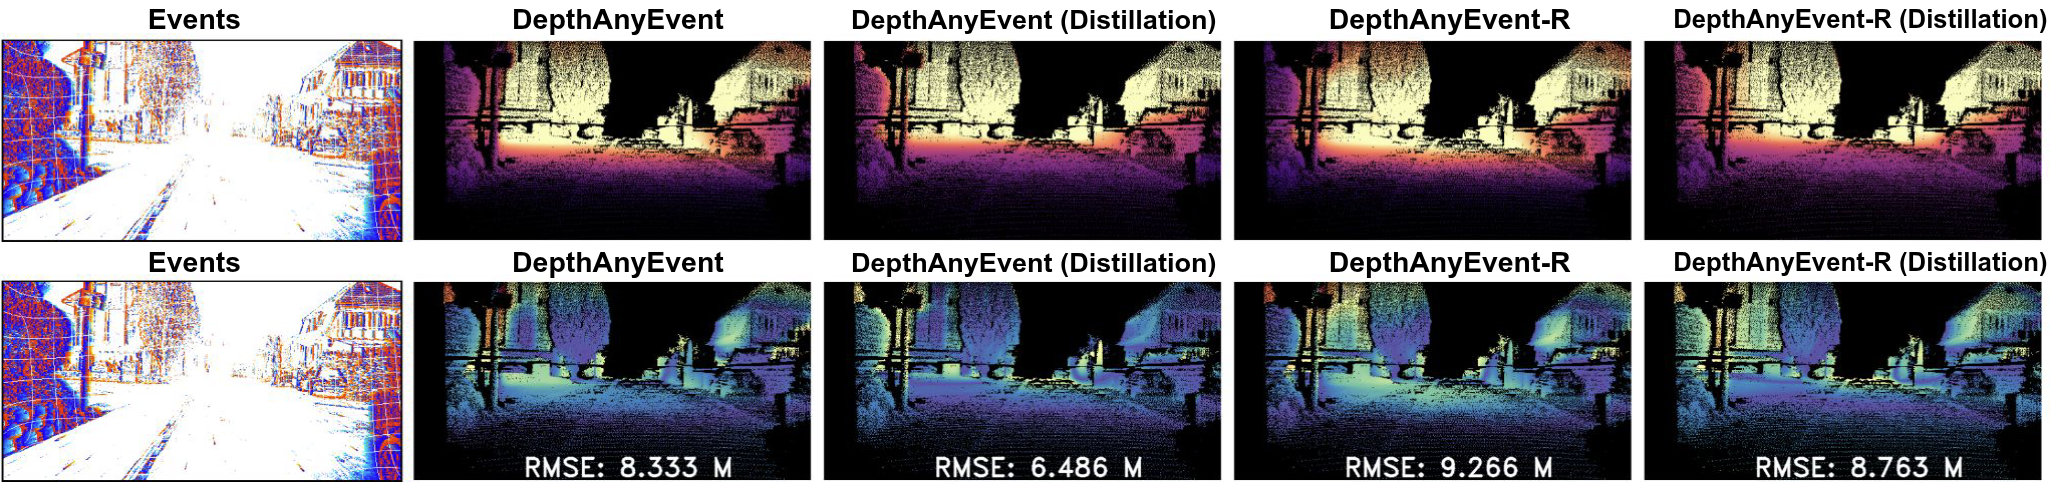 Events DepthAnyEvent DepthAnyEvent (Distillation) DepthAnyEvent-R DepthAnyEvent-R (Distillation)
Events DepthAnyEvent DepthAnyEvent (Distillation) DepthAnyEvent-R DepthAnyEvent-R (Distillation)
RMSE: 8.333 M RMSE: 6.486 M RMSE: 9.266 M RMSE: 8.763 M